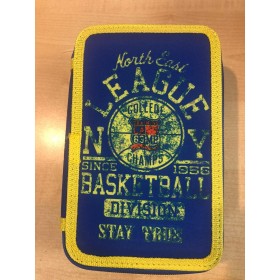 North East
LEAGUE
COLLEGE
N Y
CHAMPS
SINCE 1956
BASKETBALL
DIVISION
STAY TRUE